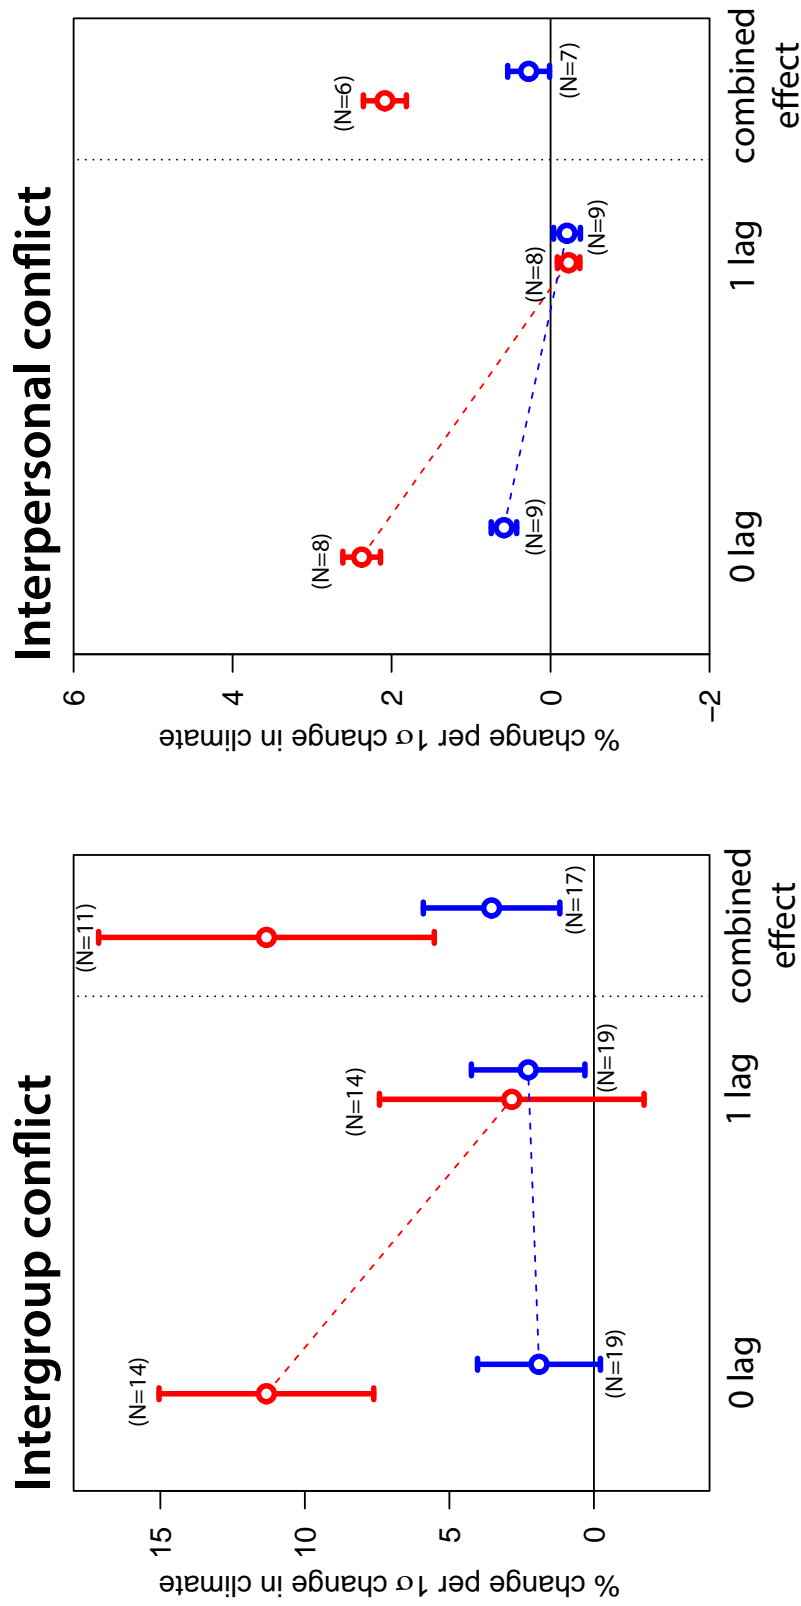 Intergroup conflict
% change per 1σ change in climate
15
10
5
0
(N=14)
(N=19)
(N=14)
(N=19)
(N=11)
(N=17)
0 lag
1 lag
combined
effect
Interpersonal conflict
% change per 1σ change in climate
6
4
2
0
−2
(N=8)
(N=9)
(N=8)
(N=9)
(N=6)
(N=7)
0 lag
1 lag
combined
effect